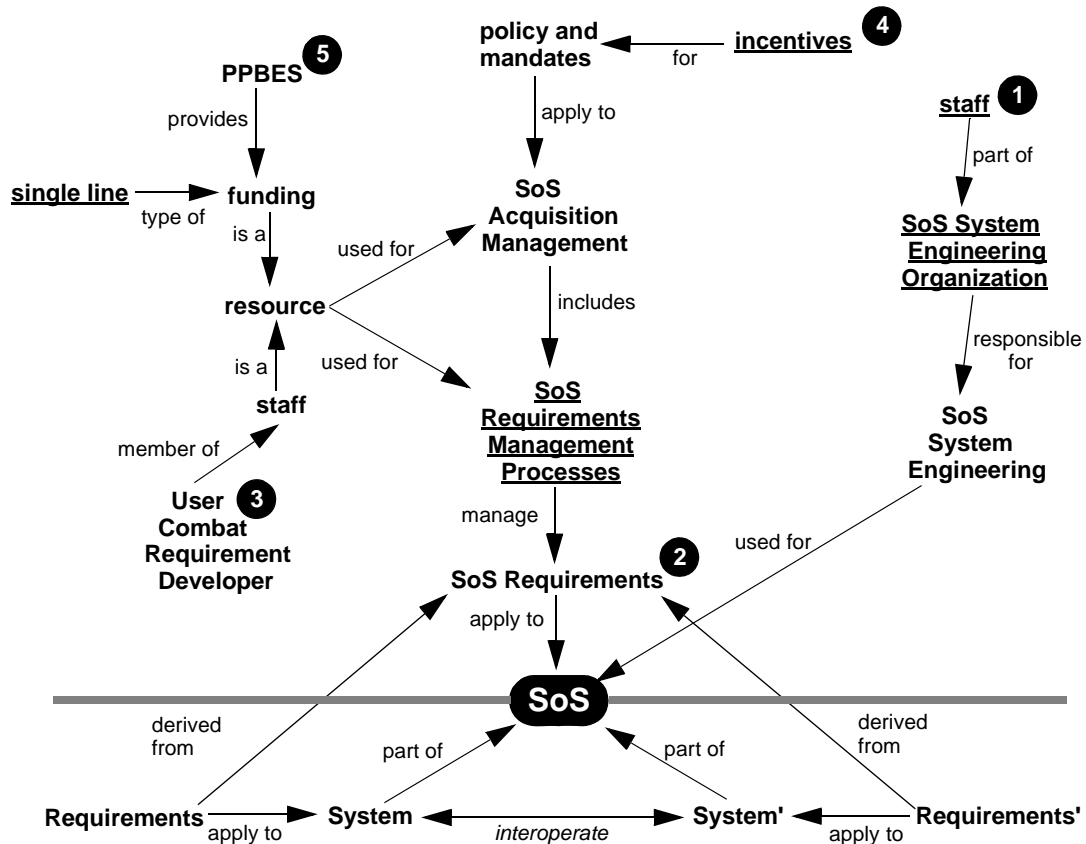 policy and
mandates
for
incentives
4
PPBES
5
provides
apply to
staff
1
part of
single line
type of
funding
SoS
Acquisition
Management
SoS System
Engineering
Organization
is a
used for
resource
includes
responsible
for
used for
is a
staff
SoS
Requirements
Management
Processes
SoS
System
Engineering
member of
User
3
Combat
Requirement
Developer
manage
used for
SoS Requirements
2
apply to
SoS
derived
from
part of
part of
derived
from
Requirements
apply to
System
interoperate
System'
apply to
Requirements'